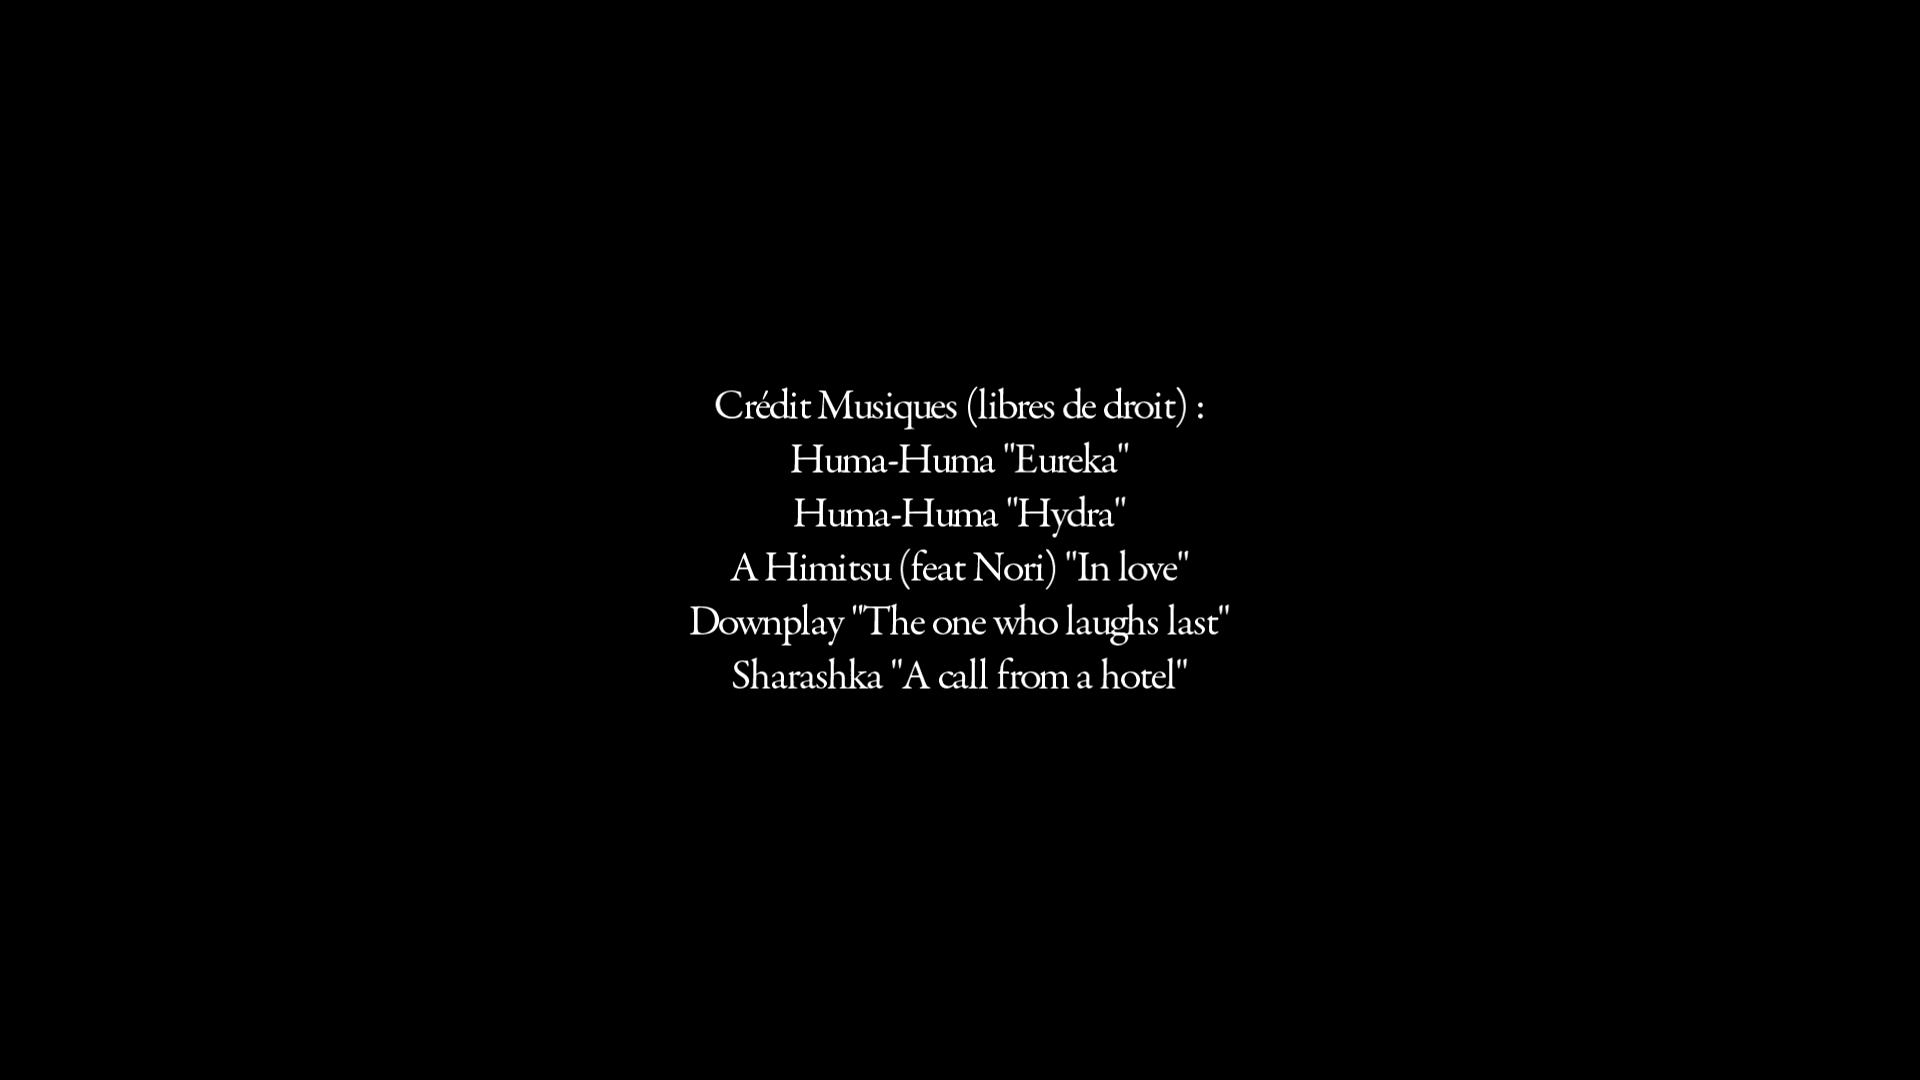 Crédit Musiques (libres de droit) :
Huma-Huma "Eureka"
Huma-Huma "Hydra"
A Himitsu (feat Nori) "In love"
Downplay "The one who laughs last"
Sharashka "A call from a hotel"